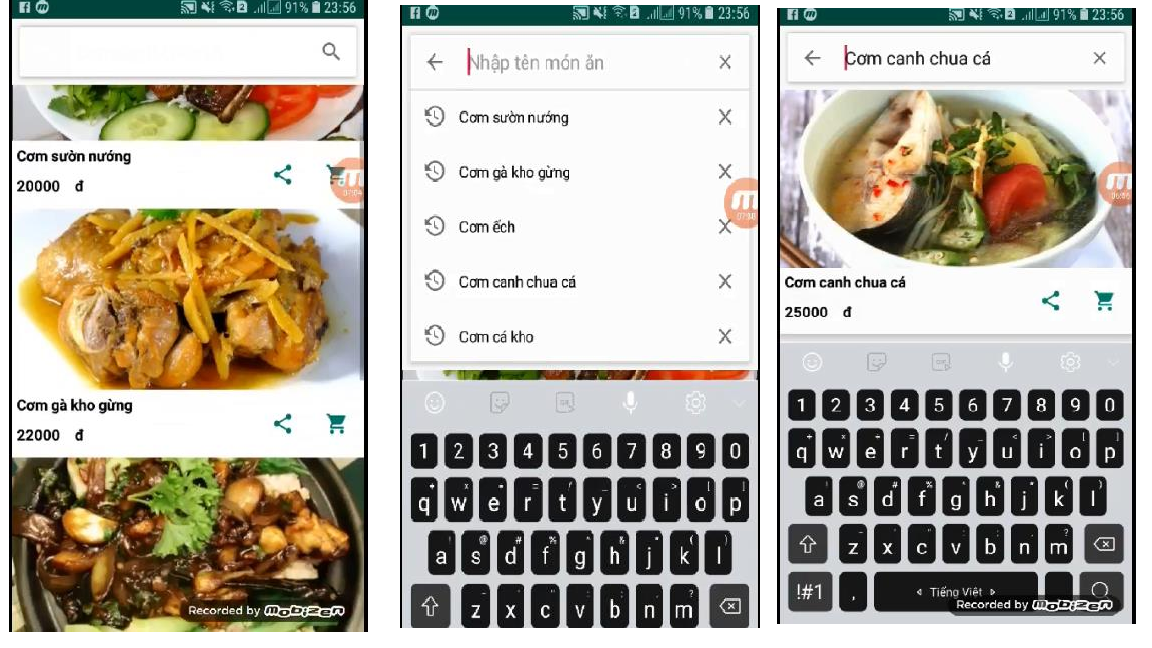 91% 23:56
Cơm sườn nướng
20000 đ
07:04
Cơm gà kho gừng
22000 đ
Recorded by MOBIZEN
91% 23:56
Nhập tên món ăn
Cơm sườn nướng
Cơm gà kho gừng
Cơm ếch
Cơm canh chua cá
Cơm cá kho
1 2 3 4 5 6 7 8 9 0
q w e r t y u i o p
a s d f g h j k l
z x c v b n m
91% 23:56
Cơm canh chua cá
Cơm canh chua cá
25000 đ
1 2 3 4 5 6 7 8 9 0
q w e r t y u i o p
a s d f g h j k l
z x c v b n m
!#1 , Tiếng Việt .
Recorded by MOBIZEN